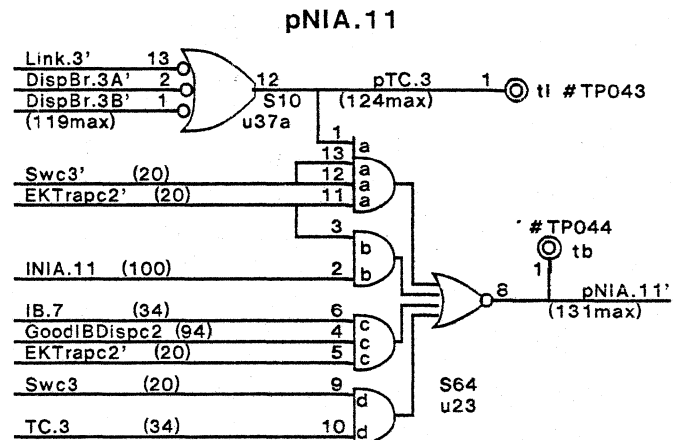 pNIA.11
Link.3' 13
DispBr.3A' 2 12 pTC.3 1 tl #TP043
DispBr.3B' 1 S10 (124max)
(119max) u37a
1 a
13 a
Swc3' (20) 12 a
EKTrapc2' (20) 11 a
3 b #TP044
tb
INIA.11 (100) 2 b 1
8 pNIA.11'
IB.7 (34) 6 c (131max)
GoodIBDispc2 (94) 4 c
EKTrapc2' (20) 5 c
Swc3 (20) 9 d S64
u23
TC.3 (34) 10 d